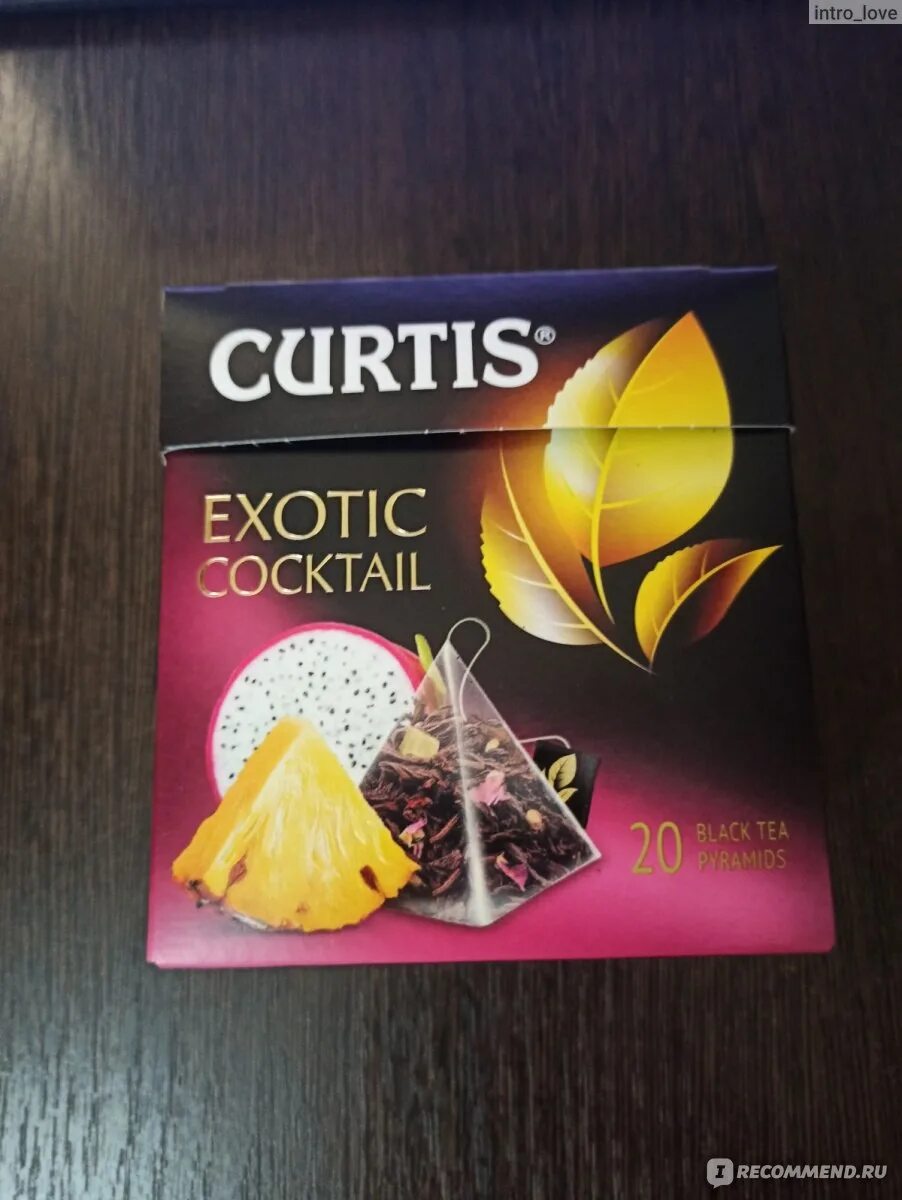 intro_love
CURTIS®
EXOTIC
COCKTAIL
20 BLACK TEA
PYRAMIDS
I RECOMMEND.RU